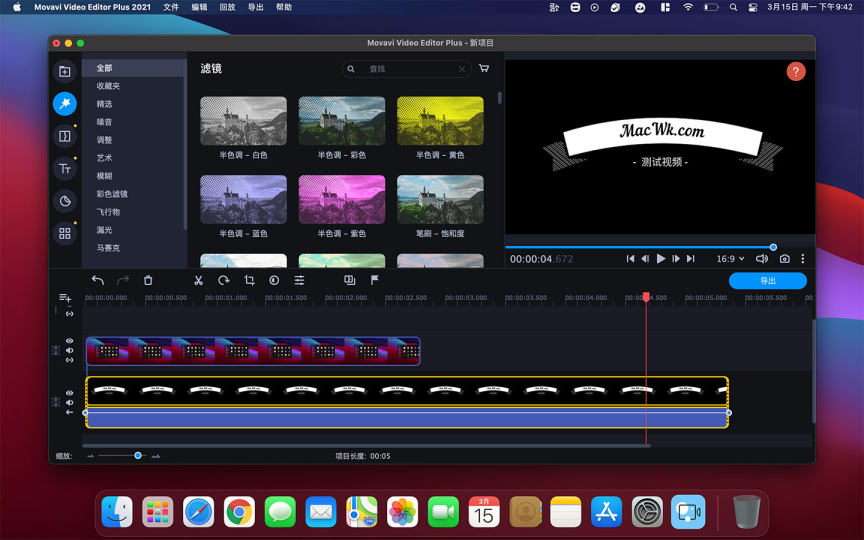 Movavi Video Editor Plus 2021 文件 编辑 回放 导出 帮助
3月15日 周一 下午9:42
Movavi Video Editor Plus - 新项目
全部
收藏夹
精选
噪音
调整
艺术
模糊
彩色滤镜
飞行物
漏光
马赛克
滤镜
查找
半色调 – 白色
半色调 – 彩色
半色调 – 黄色
半色调 – 蓝色
半色调 – 紫色
笔刷 – 饱和度
MacWk.com
- 测试视频 -
?
00:00:04.672
16:9
导出
00:00:00.000 00:00:00.500 00:00:01.000 00:00:01.500 00:00:02.000 00:00:02.500 00:00:03.000 00:00:03.500 00:00:04.000 00:00:05.000 00:00:05.500
缩放:
项目长度: 00:05
3月
15